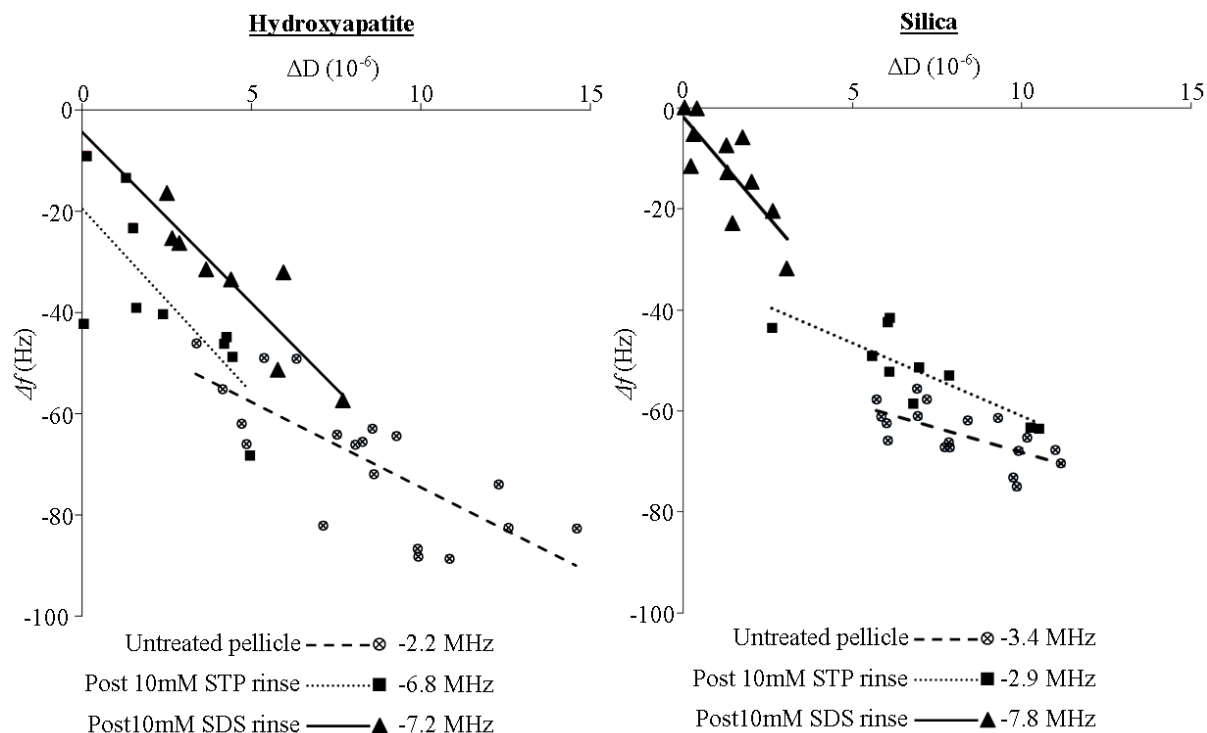 Hydroxyapatite
ΔD (10⁻⁶)
0 5 10 15
0
-20
-40
-60
-80
-100
Δf (Hz)
Untreated pellicle -2.2 MHz
Post 10mM STP rinse -6.8 MHz
Post10mM SDS rinse -7.2 MHz
Silica
ΔD (10⁻⁶)
0 5 10 15
0
-20
-40
-60
-80
-100
Δf (Hz)
Untreated pellicle -3.4 MHz
Post 10mM STP rinse -2.9 MHz
Post10mM SDS rinse -7.8 MHz